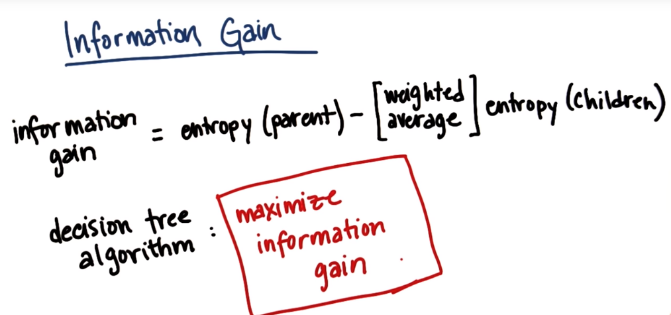 Information Gain
information gain = entropy (parent) - [weighted average] entropy (children)
decision tree algorithm : maximize information gain